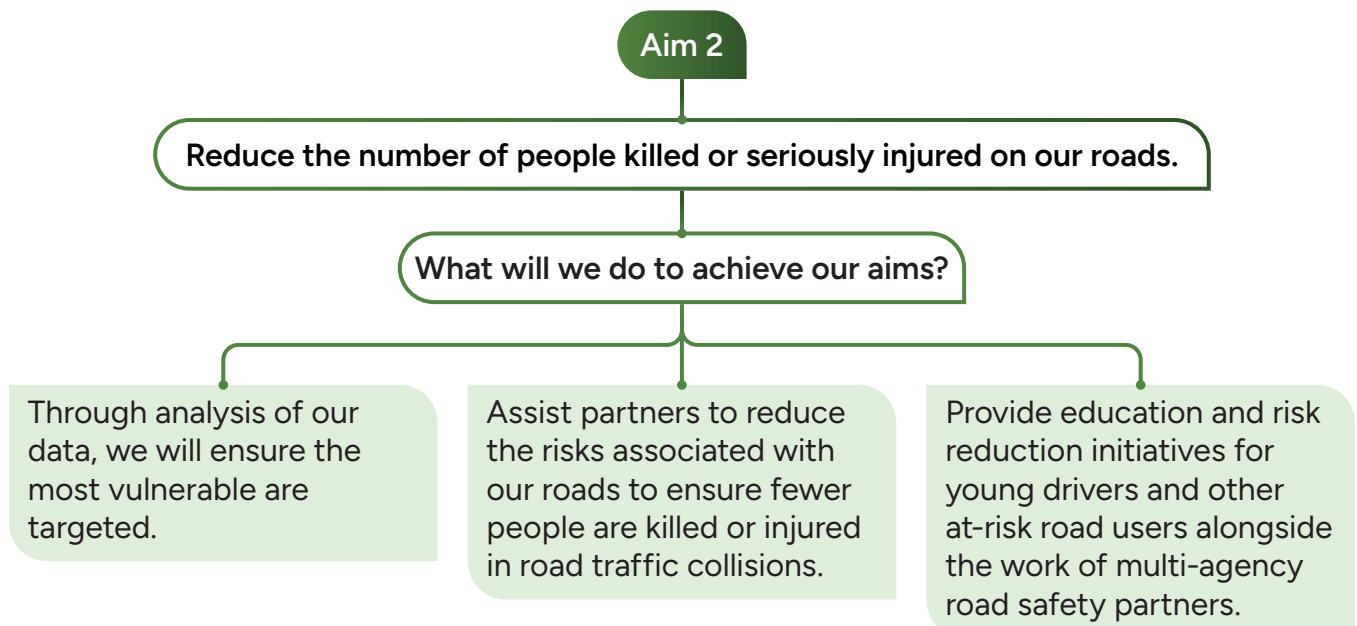 Aim 2
Reduce the number of people killed or seriously injured on our roads.
What will we do to achieve our aims?
Through analysis of our
data, we will ensure the
most vulnerable are
targeted.
Assist partners to reduce
the risks associated with
our roads to ensure fewer
people are killed or injured
in road traffic collisions.
Provide education and risk
reduction initiatives for
young drivers and other
at-risk road users alongside
the work of multi-agency
road safety partners.